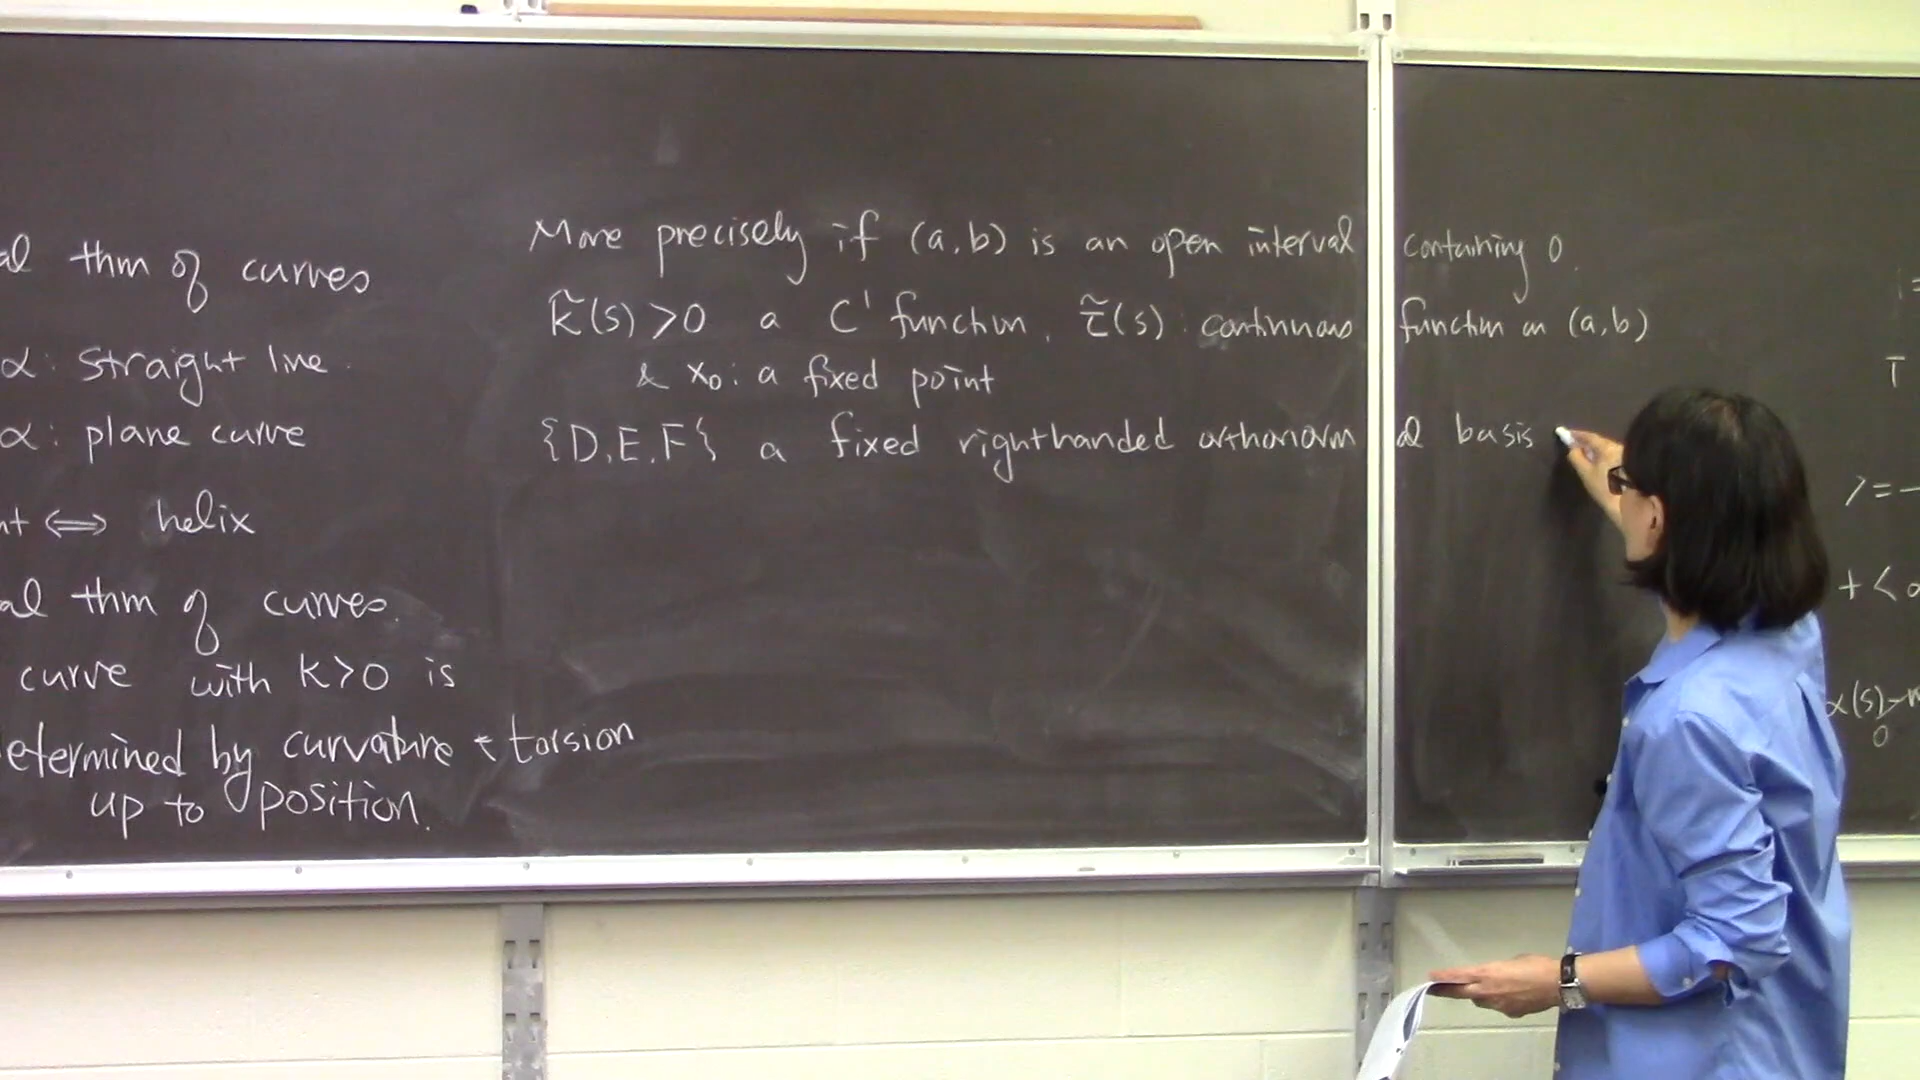 al thm of curves
α: straight line.
α: plane curve
nt ⟺ helix
al thm of curves.
curve with k>0 is
etermined by curvature & torsion
up to position.
More precisely if (a,b) is an open interval containing 0.
k̃(s)>0 a C' function, τ̃(s): continuous function on (a,b)
& x₀: a fixed point
{D,E,F} a fixed righthanded orthonormal basis
i=
T
>=-
+<α
α(s)-m
0